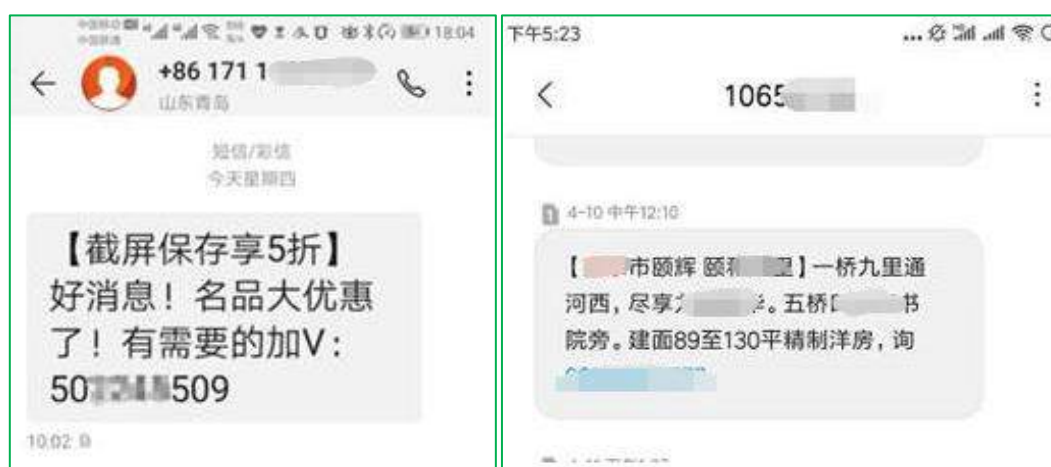 18:04
+86 171 1
山东青岛
短信/彩信
今天星期四
【截屏保存享5折】
好消息！名品大优惠
了！有需要的加V：
50 509
10:02
下午5:23
1065
4-10 中午12:10
【 市颐辉 颐 】一桥九里通
河西，尽享 。五桥 书
院旁。建面89至130平精制洋房，询